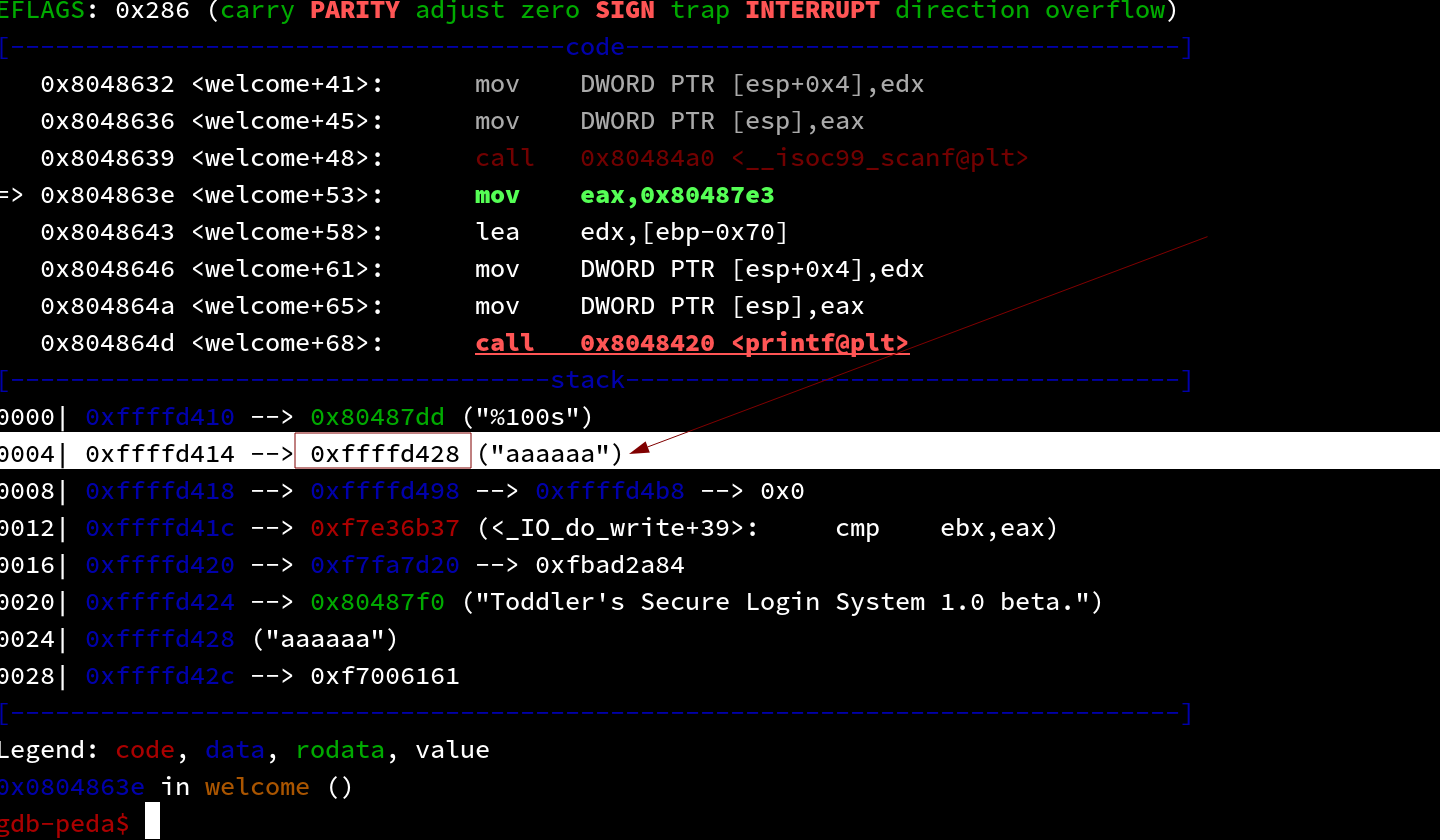 EFLAGS: 0x286 (carry PARITY adjust zero SIGN trap INTERRUPT direction overflow)
[-------------------------------------code-------------------------------------]
   0x8048632 <welcome+41>:	mov    DWORD PTR [esp+0x4],edx
   0x8048636 <welcome+45>:	mov    DWORD PTR [esp],eax
   0x8048639 <welcome+48>:	call   0x80484a0 <__isoc99_scanf@plt>
=> 0x804863e <welcome+53>:	mov    eax,0x80487e3
   0x8048643 <welcome+58>:	lea    edx,[ebp-0x70]
   0x8048646 <welcome+61>:	mov    DWORD PTR [esp+0x4],edx
   0x804864a <welcome+65>:	mov    DWORD PTR [esp],eax
   0x804864d <welcome+68>:	call   0x8048420 <printf@plt>
[------------------------------------stack-------------------------------------]
0000| 0xffffd410 --> 0x80487dd ("%100s")
0004| 0xffffd414 --> 0xffffd428 ("aaaaaa")
0008| 0xffffd418 --> 0xffffd498 --> 0xffffd4b8 --> 0x0
0012| 0xffffd41c --> 0xf7e36b37 (<_IO_do_write+39>:	cmp    ebx,eax)
0016| 0xffffd420 --> 0xf7fa7d20 --> 0xfbad2a84
0020| 0xffffd424 --> 0x80487f0 ("Toddler's Secure Login System 1.0 beta.")
0024| 0xffffd428 ("aaaaaa")
0028| 0xffffd42c --> 0xf7006161
[------------------------------------------------------------------------------]
Legend: code, data, rodata, value
0x0804863e in welcome ()
gdb-peda$